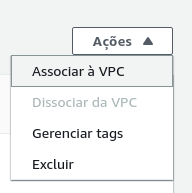 Ações
Associar à VPC
Dissociar da VPC
Gerenciar tags
Excluir